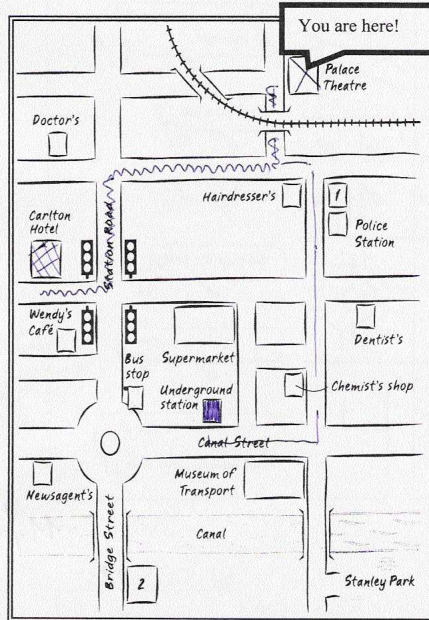 You are here!
Palace
Theatre
Doctor's
Hairdresser's
1
Police
Station
Carlton
Hotel
Station Road
Wendy's
Café
Dentist's
Bus
stop
Supermarket
Chemist's shop
Underground
station
Canal Street
Newsagent's
Museum of
Transport
Canal
Bridge Street
2
Stanley Park